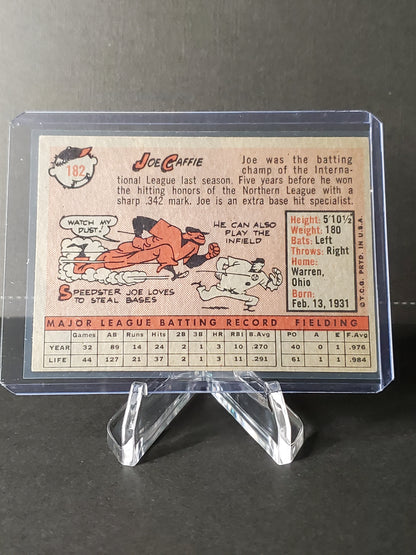 182
JOE CAFFIE
Joe was the batting
champ of the Interna-
tional League last season. Five years before he won
the hitting honors of the Northern League with a
sharp .342 mark. Joe is an extra base hit specialist.
WATCH MY
DUST!
HE CAN ALSO
PLAY THE
INFIELD
SPEEDSTER JOE LOVES
TO STEAL BASES
Height: 5'10½
Weight: 180
Bats: Left
Throws: Right
Home:
Warren,
Ohio
Born:
Feb. 13, 1931
© T.C.G. PRTD. IN U.S.A.
MAJOR LEAGUE BATTING RECORD FIELDING
Games AB Runs Hits 2B 3B HR RBI B.Avg PO A E F.Avg
YEAR 32 89 14 24 2 1 3 10 .270 40 0 1 .976
LIFE 44 127 21 37 2 1 3 11 .291 61 1 1 .984